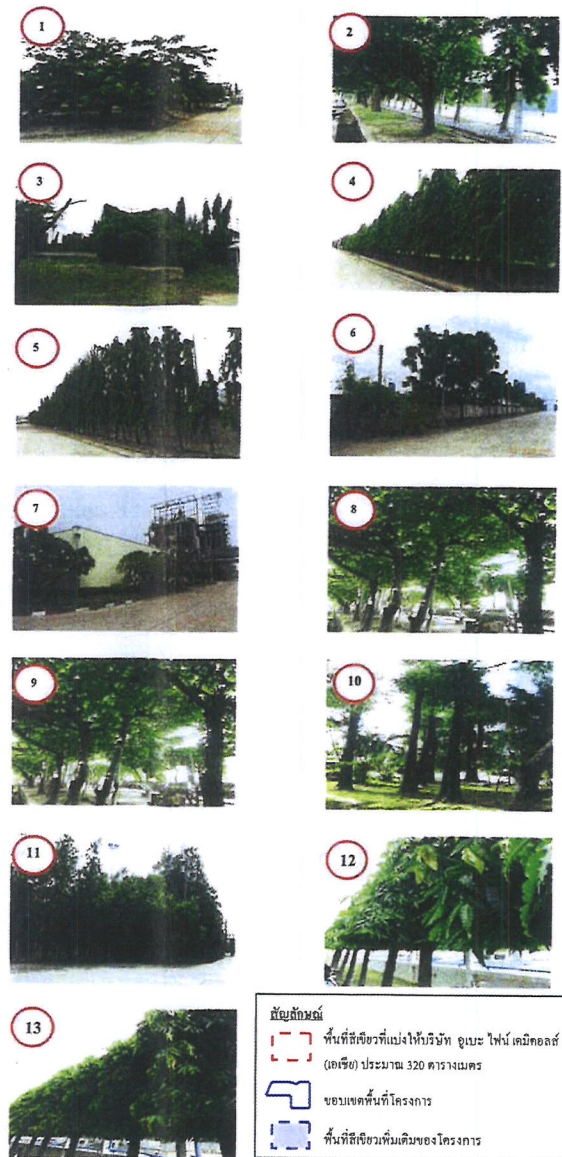 1
2
3
4
5
6
7
8
9
10
11
12
13
สัญลักษณ์
พื้นที่สีเขียวที่แบ่งให้บริษัท อูเบะ ไฟน์ เคมิคอลส์
(เอเชีย) ประมาณ 320 ตารางเมตร
ขอบเขตพื้นที่โครงการ
พื้นที่สีเขียวเพิ่มเติมของโครงการ